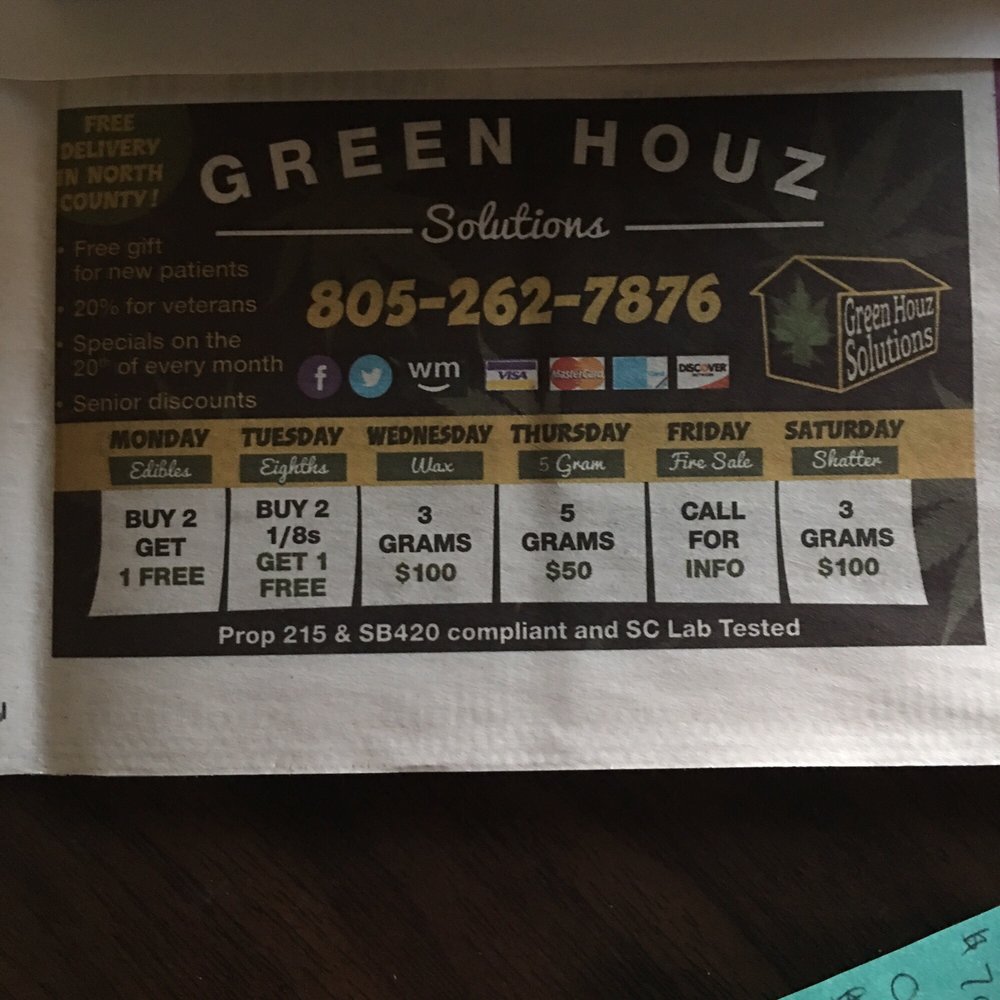 FREE
DELIVERY
IN NORTH
COUNTY!
GREEN HOUZ
Solutions
• Free gift
for new patients
• 20% for veterans
• Specials on the
20th of every month
• Senior discounts
805-262-7876
f
wm
VISA
MasterCard
DISCOVER
NETWORK
Green Houz
Solutions
MONDAY TUESDAY WEDNESDAY THURSDAY FRIDAY SATURDAY
Edibles Eighths Wax 5 Gram Fire Sale Shatter
BUY 2
GET
1 FREE
BUY 2
1/8s
GET 1
FREE
3
GRAMS
$100
5
GRAMS
$50
CALL
FOR
INFO
3
GRAMS
$100
Prop 215 & SB420 compliant and SC Lab Tested